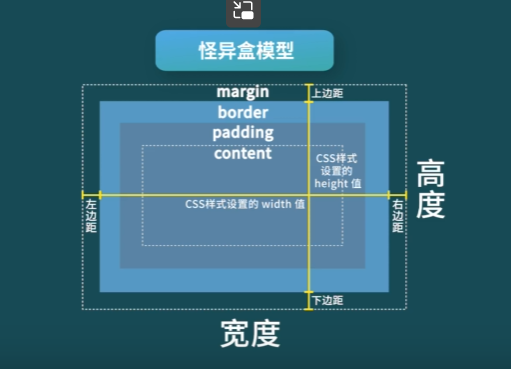 怪异盒模型
margin
上边距
border
padding
content
CSS样式
设置的
height 值
高度
左边距
CSS样式设置的 width 值
右边距
下边距
宽度